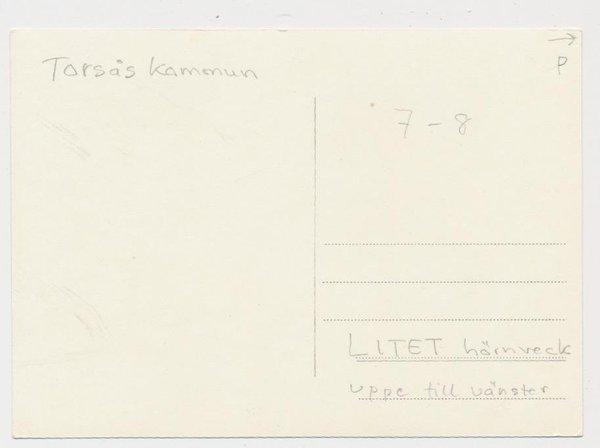 →
Torsås Kommun
P
7-8
LITET hörnveck
uppe till vänster